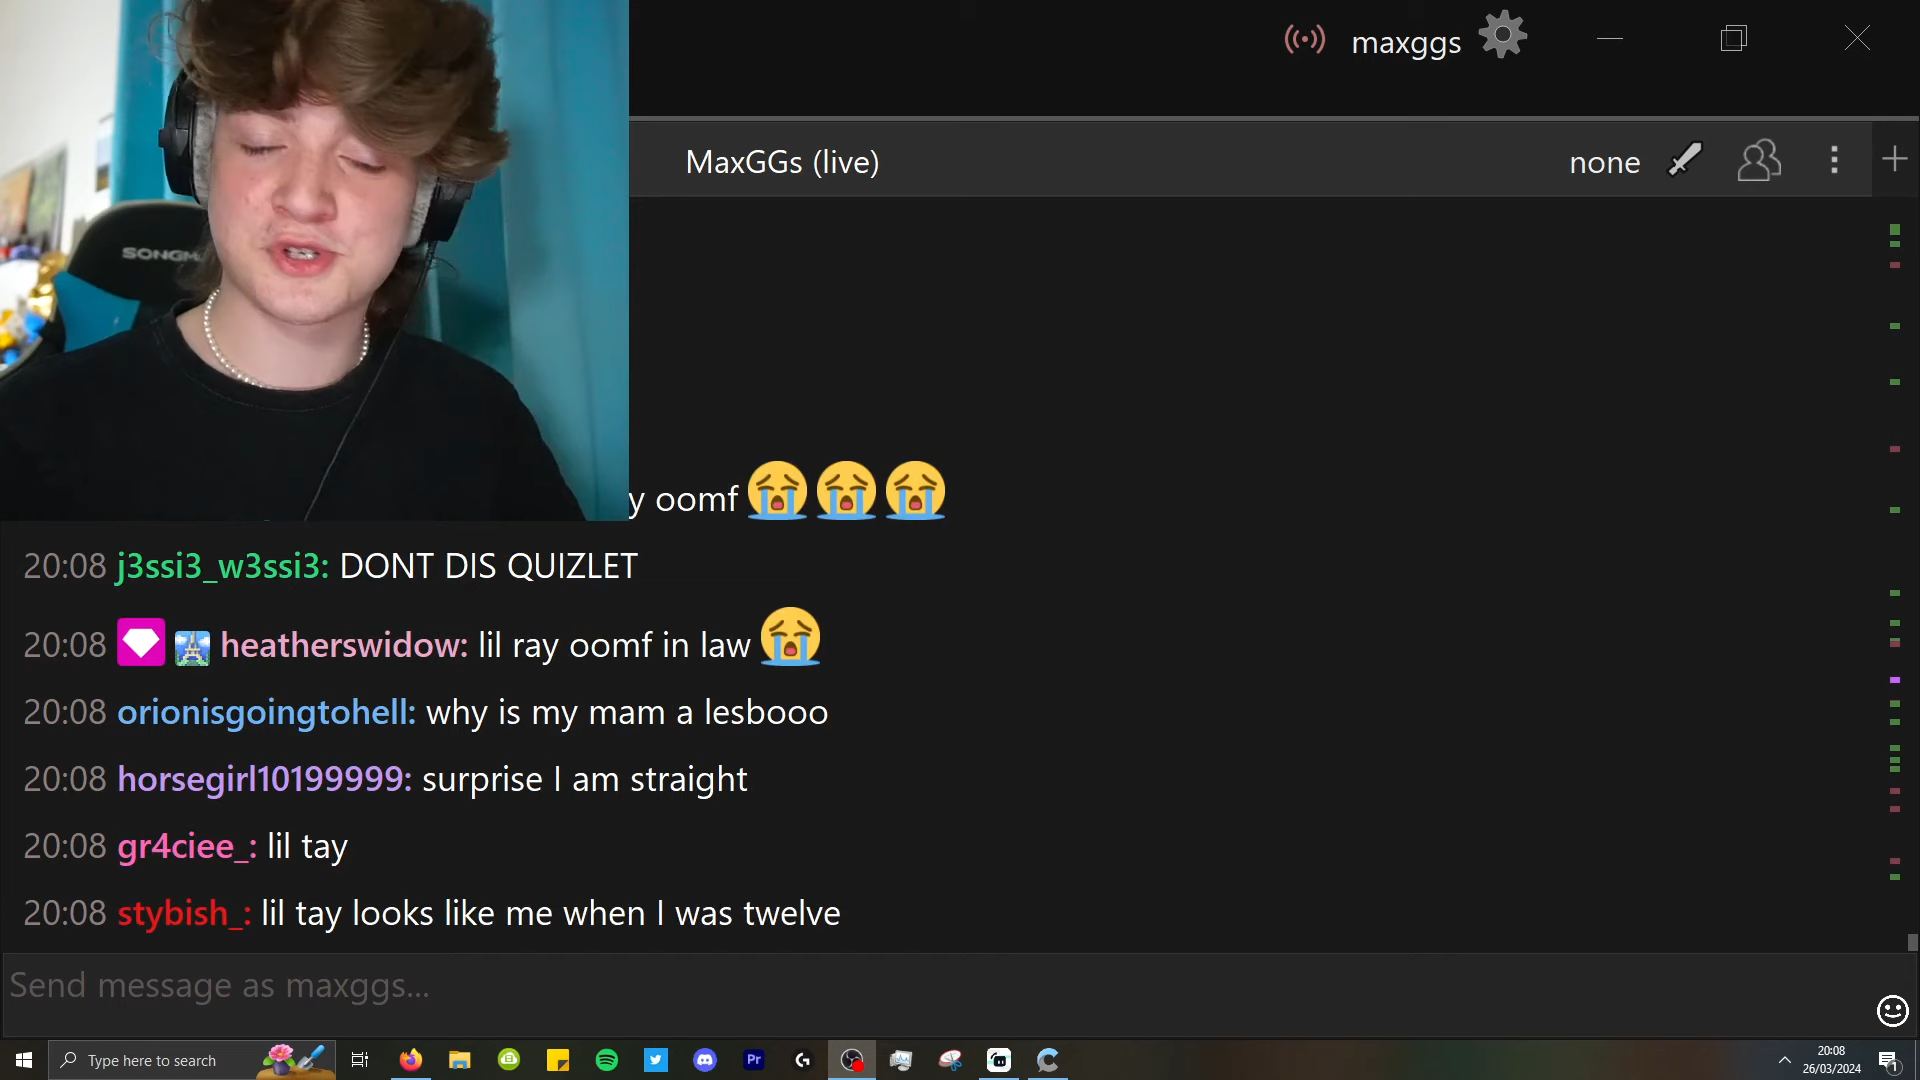 maxggs
MaxGGs (live)
none
SONGM
y oomf 😭😭😭
20:08 j3ssi3_w3ssi3: DONT DIS QUIZLET
20:08 heatherswidow: lil ray oomf in law 😭
20:08 orionisgoingtohell: why is my mam a lesbooo
20:08 horsegirl10199999: surprise I am straight
20:08 gr4ciee_: lil tay
20:08 stybish_: lil tay looks like me when I was twelve
Send message as maxggs...
Type here to search
Pr
20:08
26/03/2024
1